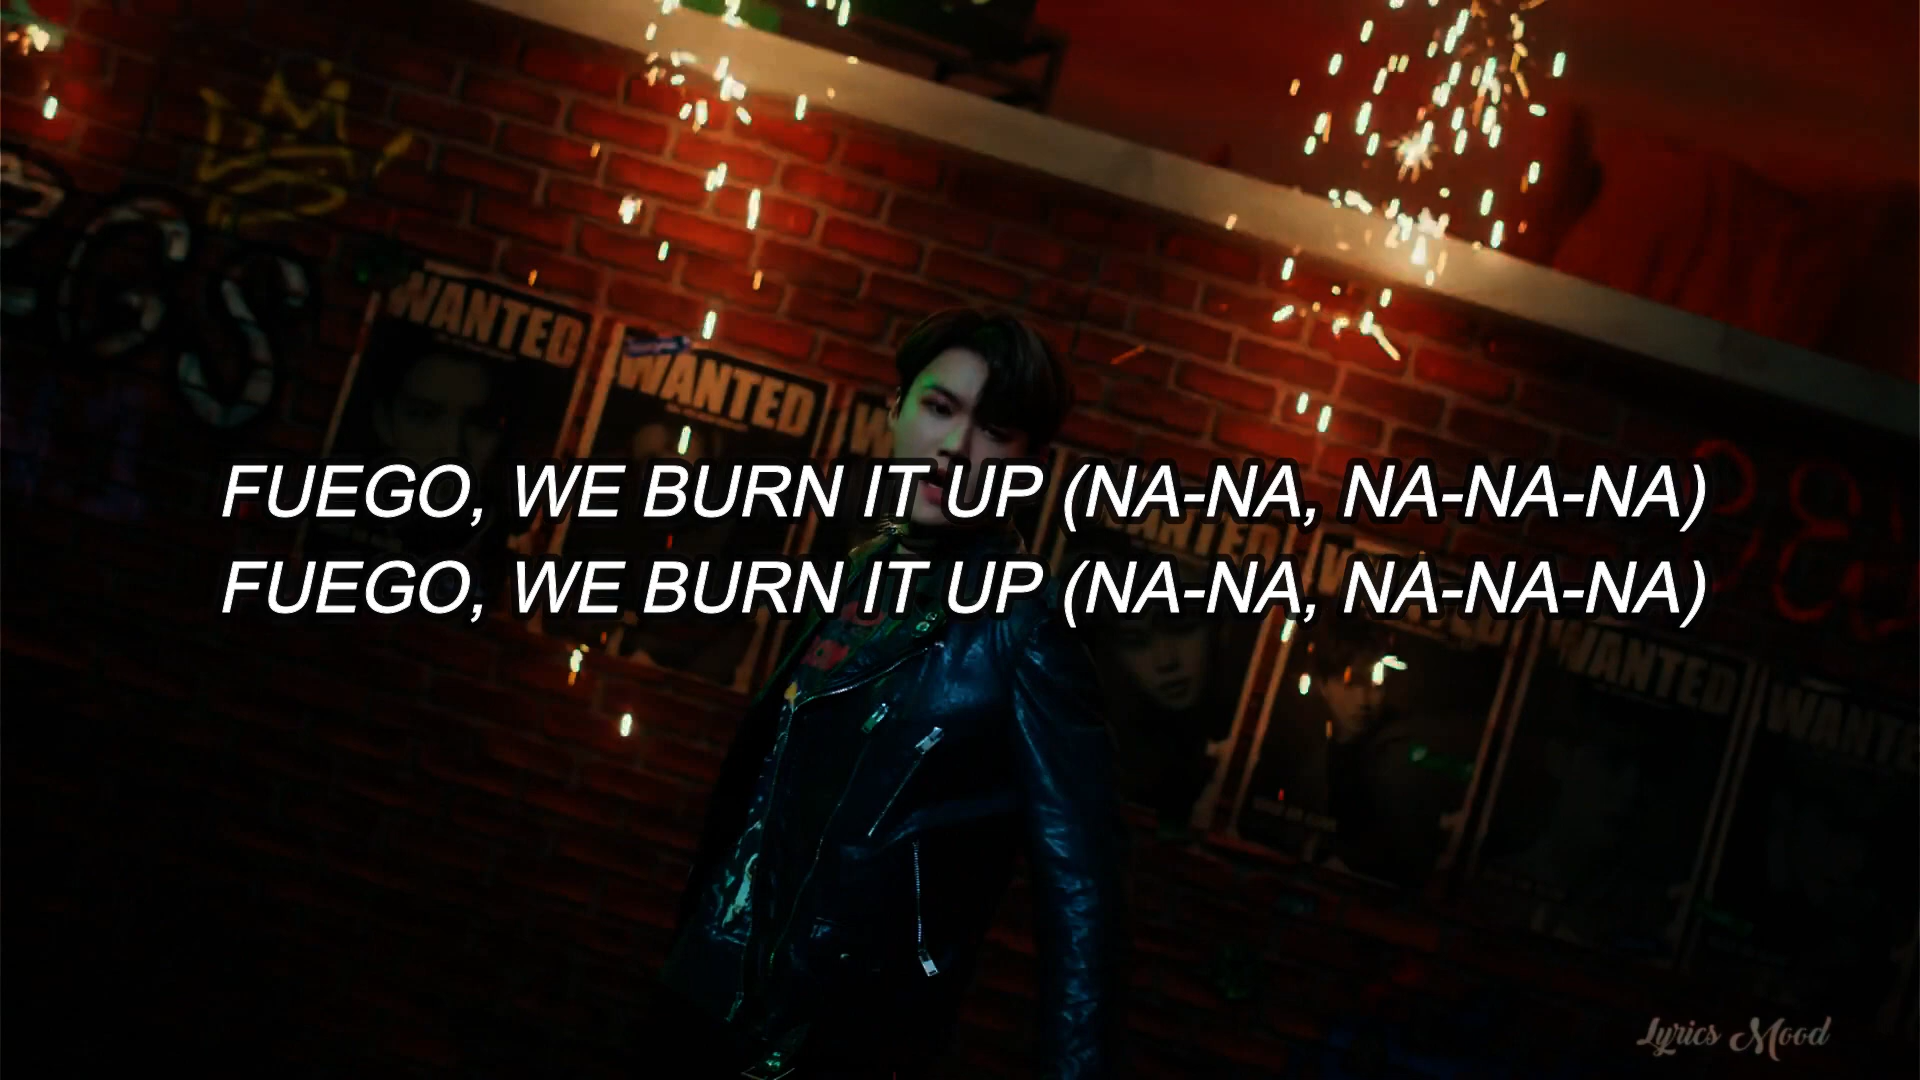 WANTED
WANTED
FUEGO, WE BURN IT UP (NA-NA, NA-NA-NA)
FUEGO, WE BURN IT UP (NA-NA, NA-NA-NA)
WANTED
WANTED
WANTED
Lyrics Mood